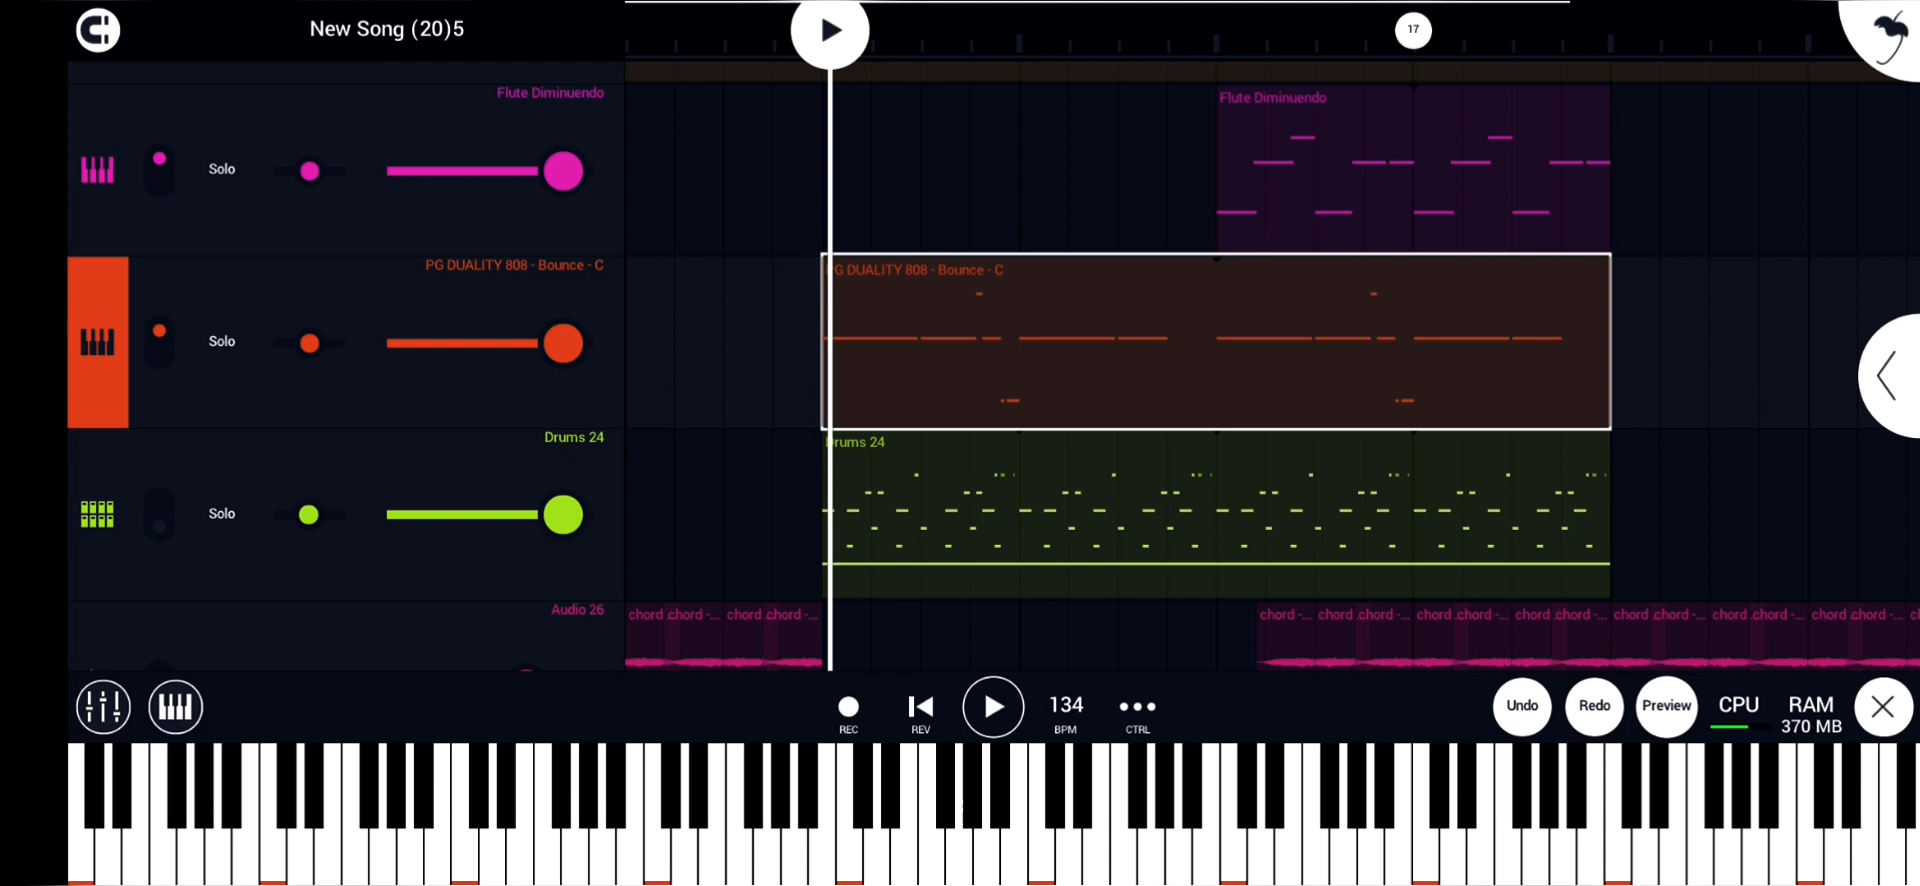 New Song (20)5
17
Flute Diminuendo
Flute Diminuendo
Solo
PG DUALITY 808 - Bounce - C
G DUALITY 808 - Bounce - C
Solo
Drums 24
Drums 24
Solo
Audio 26
chord chord -... chord chord -...
chord -... chord chord -... chord chord -... chord chord -... chord chord -... chord chord -... chord chord -... c
134
Undo
Redo
Preview
CPU
RAM
370 MB
REC
REV
BPM
CTRL